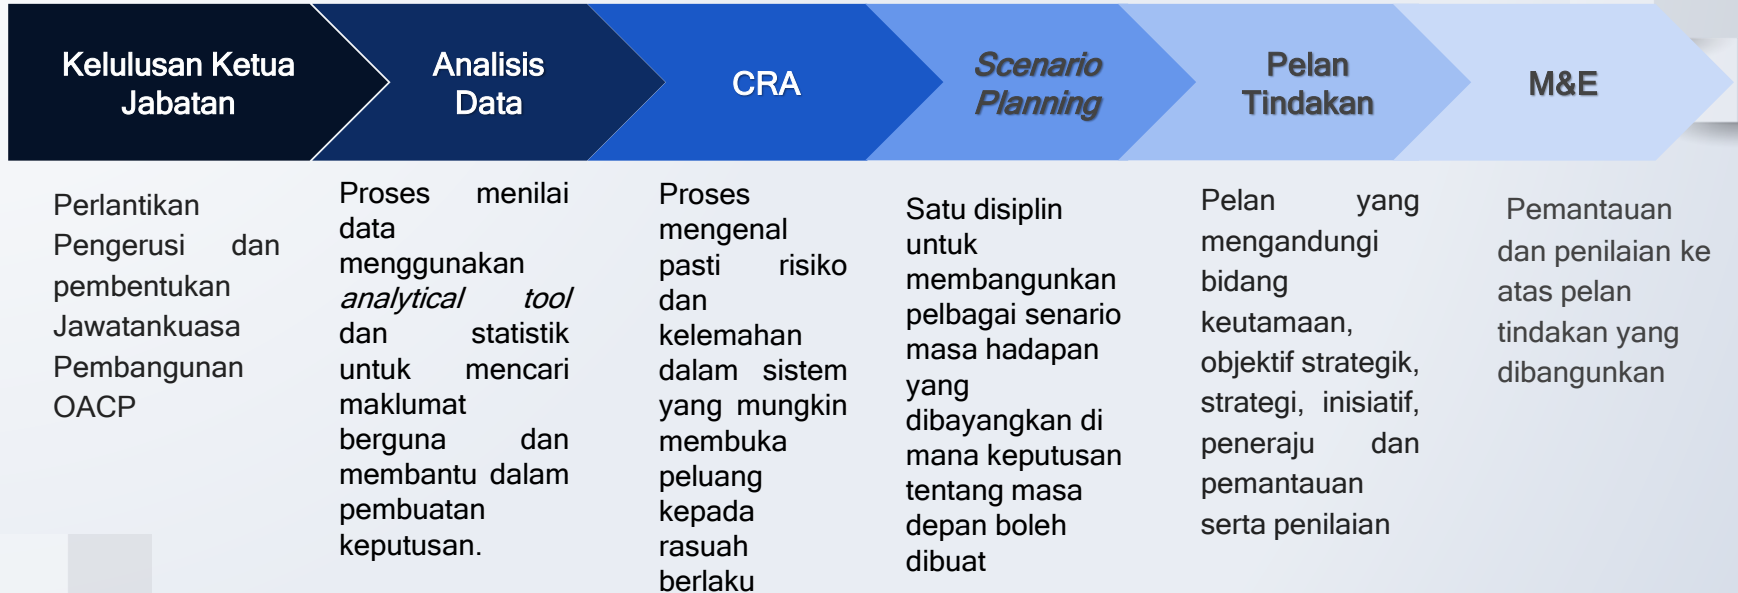 Kelulusan Ketua
Jabatan
Analisis
Data
CRA
Scenario
Planning
Pelan
Tindakan
M&E
Perlantikan
Pengerusi dan
pembentukan
Jawatankuasa
Pembangunan
OACP
Proses menilai
data
menggunakan
analytical tool
dan statistik
untuk mencari
maklumat
berguna dan
membantu dalam
pembuatan
keputusan.
Proses
mengenal
pasti risiko
dan
kelemahan
dalam sistem
yang mungkin
membuka
peluang
kepada
rasuah
berlaku
Satu disiplin
untuk
membangunkan
pelbagai senario
masa hadapan
yang
dibayangkan di
mana keputusan
tentang masa
depan boleh
dibuat
Pelan yang
mengandungi
bidang
keutamaan,
objektif strategik,
strategi, inisiatif,
peneraju dan
pemantauan
serta penilaian
Pemantauan
dan penilaian ke
atas pelan
tindakan yang
dibangunkan